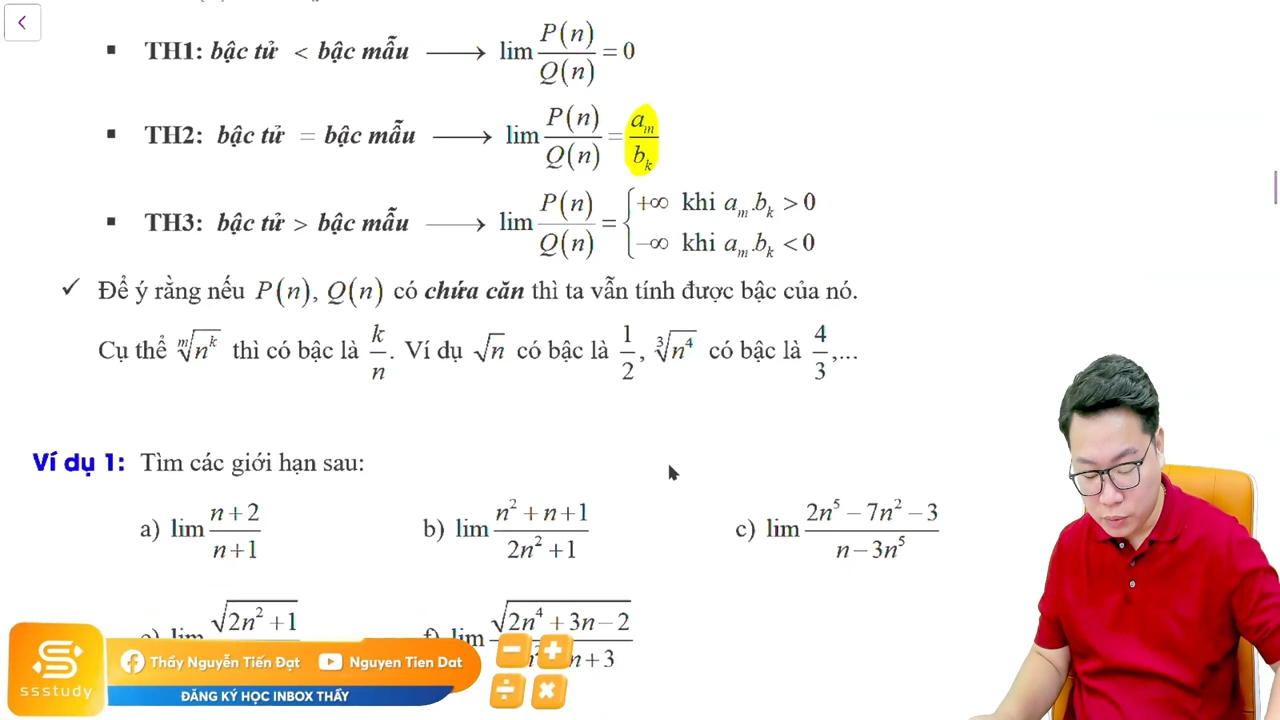 ▪ TH1: bậc tử < bậc mẫu ⟶ lim P(n)/Q(n) = 0
▪ TH2: bậc tử = bậc mẫu ⟶ lim P(n)/Q(n) = a_m/b_k
▪ TH3: bậc tử > bậc mẫu ⟶ lim P(n)/Q(n) = { +∞ khi a_m.b_k > 0
–∞ khi a_m.b_k < 0
✓ Để ý rằng nếu P(n), Q(n) có chứa căn thì ta vẫn tính được bậc của nó.
Cụ thể ᵐ√(n^k) thì có bậc là k/n. Ví dụ √n có bậc là 1/2, ³√(n^4) có bậc là 4/3,...
Ví dụ 1: Tìm các giới hạn sau:
a) lim (n+2)/(n+1) b) lim (n²+n+1)/(2n²+1) c) lim (2n⁵–7n²–3)/(n–3n⁵)
lim √(2n²+1) f) lim √(2n⁴+3n–2)
n+3
ssstudy
Thầy Nguyễn Tiến Đạt Nguyen Tien Dat
ĐĂNG KÝ HỌC INBOX THẦY